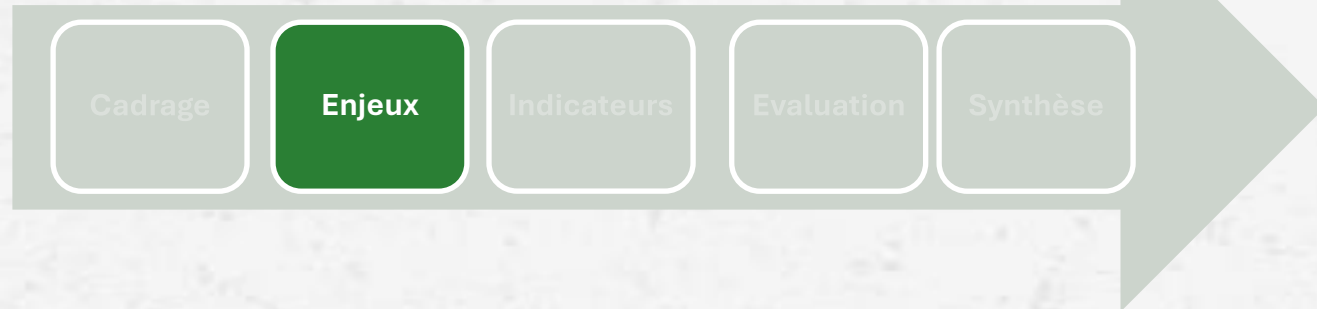 Cadrage
Enjeux
Indicateurs
Evaluation
Synthèse